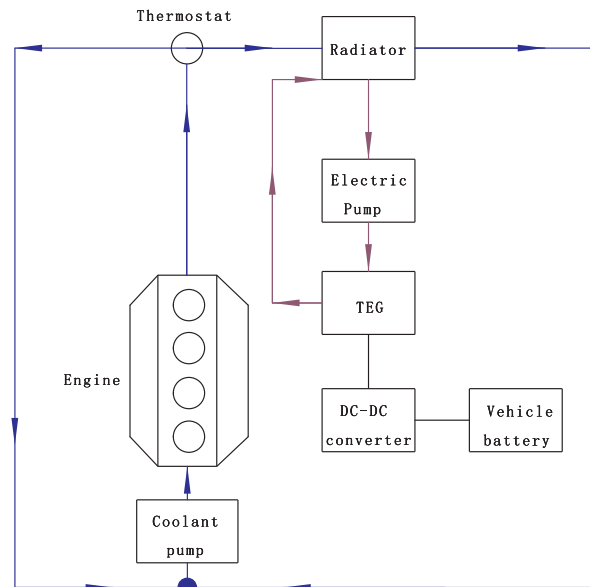 Thermostat
Radiator
Electric
Pump
TEG
Engine
DC-DC
converter
Vehicle
battery
Coolant
pump